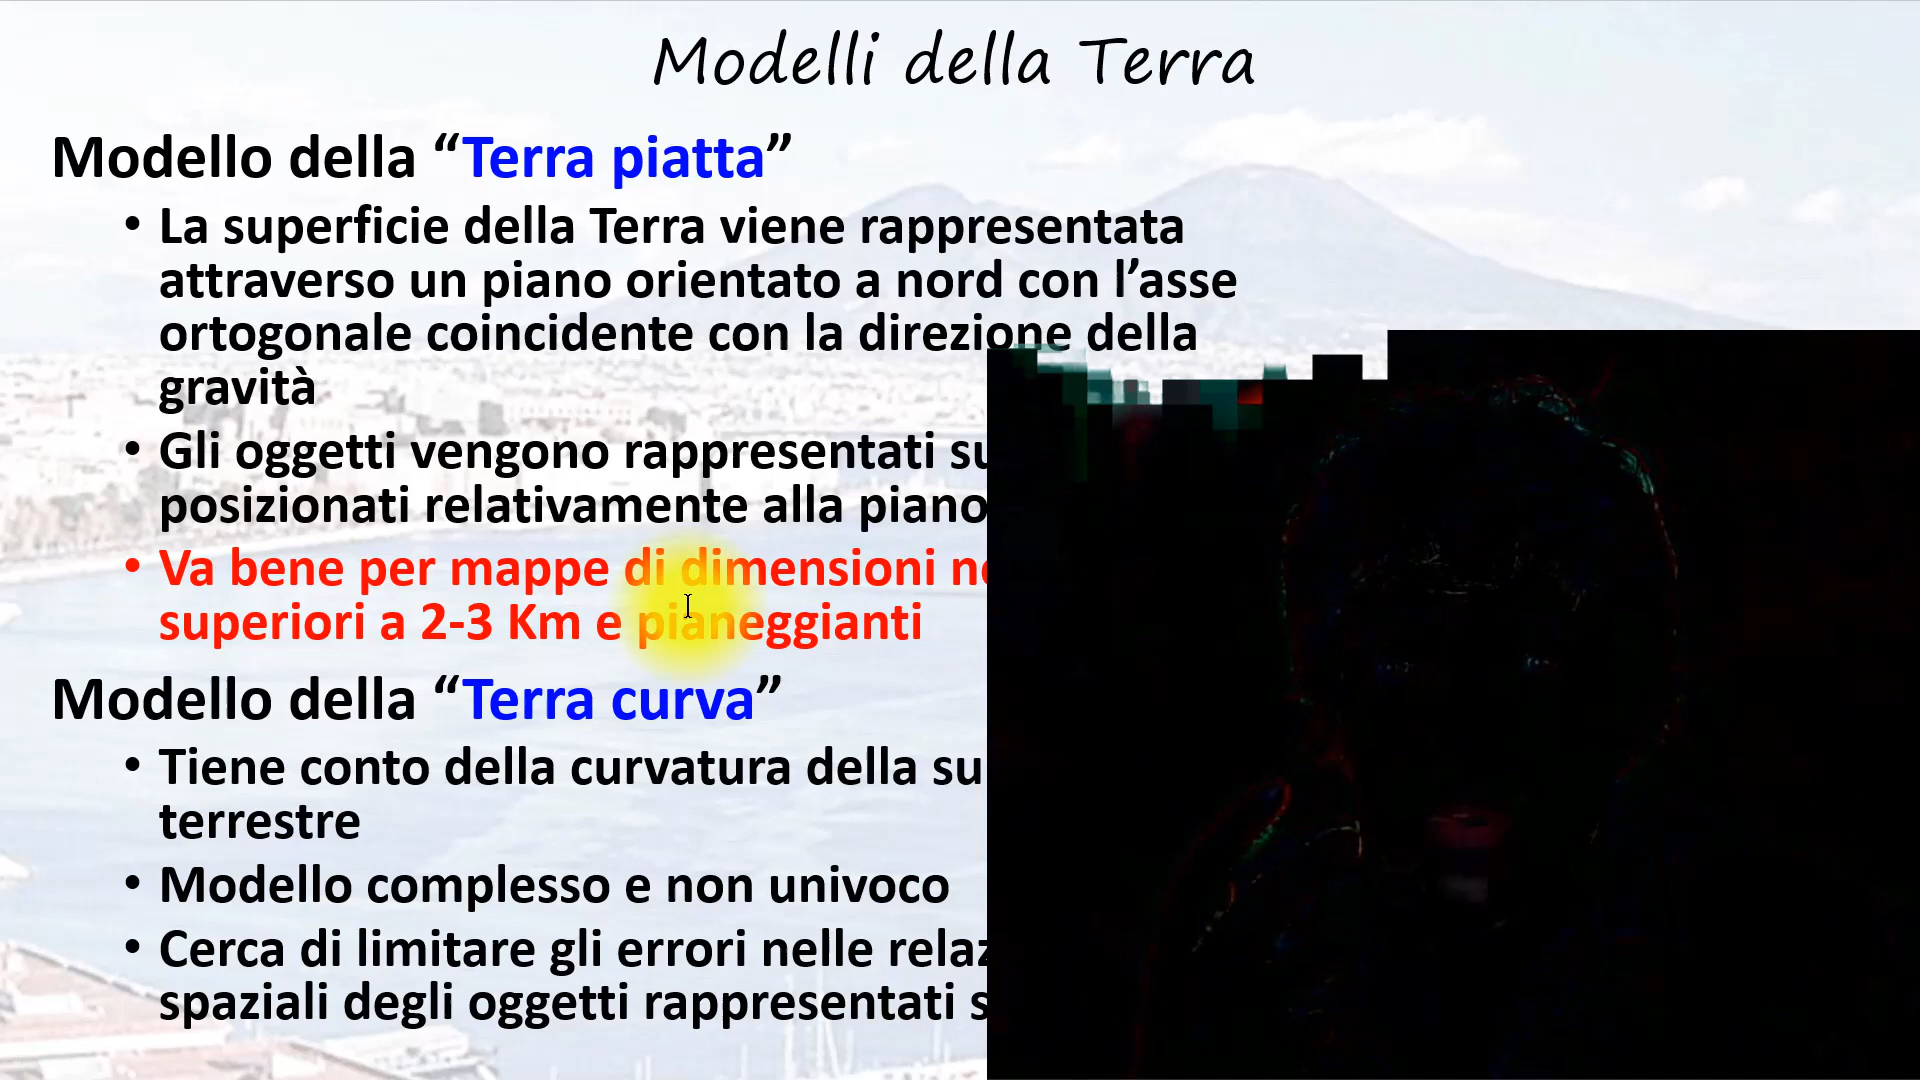 Modelli della Terra
Modello della “Terra piatta”
• La superficie della Terra viene rappresentata
attraverso un piano orientato a nord con l’asse
ortogonale coincidente con la direzione della
gravità
• Gli oggetti vengono rappresentati
posizionati relativamente alla piano
• Va bene per mappe di dimensioni
superiori a 2-3 Km e pianeggianti
Modello della “Terra curva”
• Tiene conto della curvatura della
terrestre
• Modello complesso e non univoco
• Cerca di limitare gli errori nelle
spaziali degli oggetti rappresentati